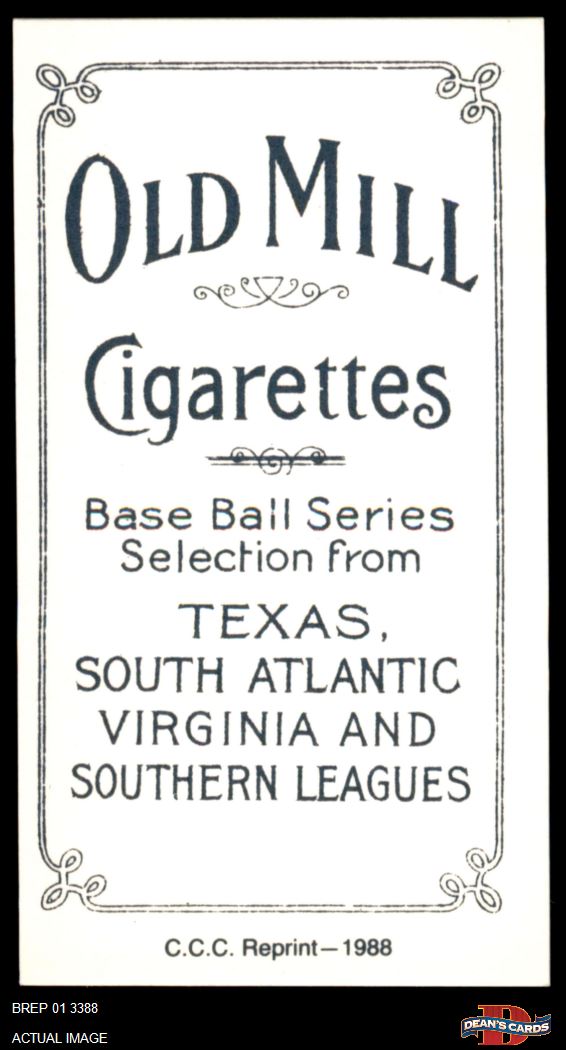 OLD MILL
Cigarettes
Base Ball Series
Selection from
TEXAS,
SOUTH ATLANTIC
VIRGINIA AND
SOUTHERN LEAGUES
C.C.C. Reprint—1988
BREP 01 3388
ACTUAL IMAGE
D
DEAN'S CARDS